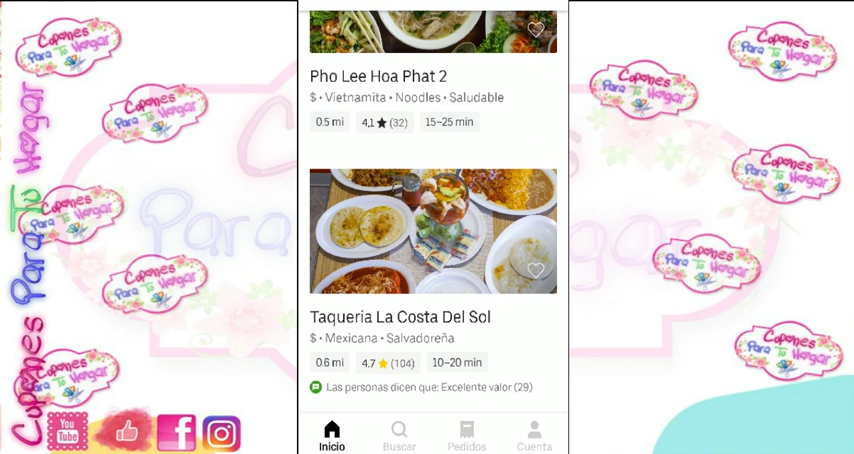 Cupones Para Tu Hogar
Cupones
Para Tu Hogar
Cupones
Para Tu Hogar
Cupones
Para Tu Hogar
Cupones
Para Tu Hogar
Cupones
Para Tu Hogar
You
Tube
Pho Lee Hoa Phat 2
$ • Vietnamita • Noodles • Saludable
0.5 mi 4,1 ★ (32) 15–25 min
Taqueria La Costa Del Sol
$ • Mexicana • Salvadoreña
0.6 mi 4.7 ★ (104) 10–20 min
Las personas dicen que: Excelente valor (29)
Inicio Buscar Pedidos Cuenta
Cupones
Para Tu Hogar
Cupones
Para Tu Hogar
Cupones
Para Tu Hogar
Cupones
Para Tu Hogar
Cupones
Para Tu Hogar